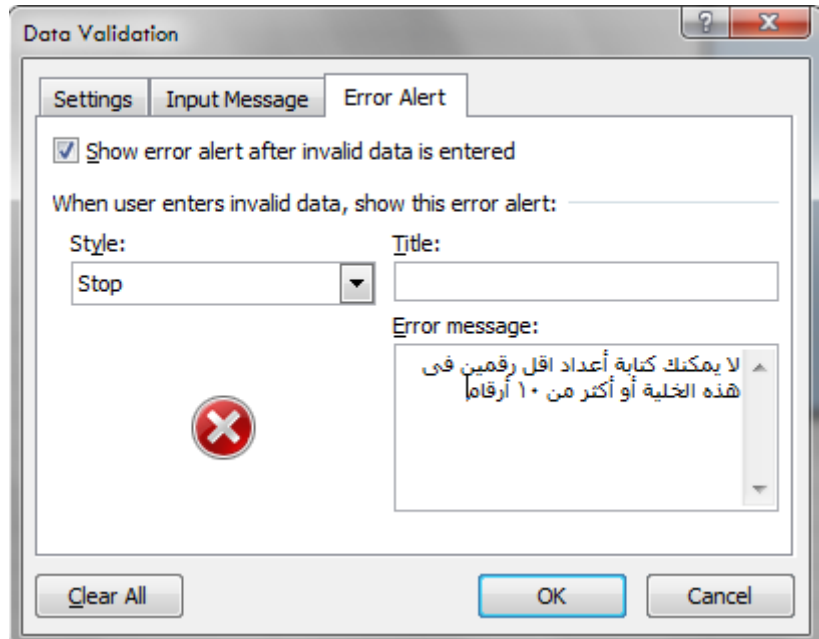 Data Validation
Settings
Input Message
Error Alert
Show error alert after invalid data is entered
When user enters invalid data, show this error alert:
Style:
Title:
Stop
Error message:
لا يمكنك كتابة أعداد اقل رقمين فى
هذه الخلية أو أكثر من ١٠ أرقام
Clear All
OK
Cancel